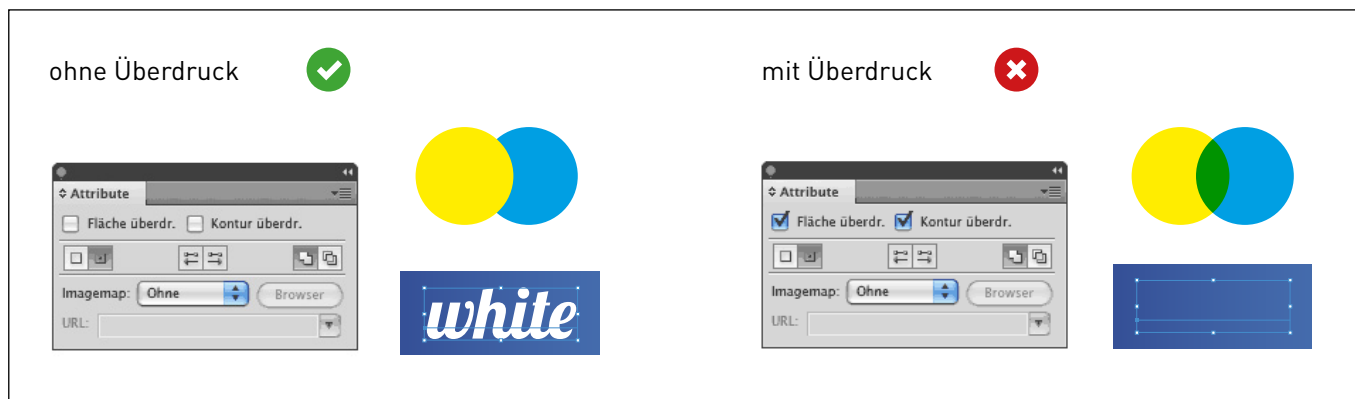 ohne Überdruck
Attribute
Fläche überdr. Kontur überdr.
Imagemap: Ohne Browser
URL:
white
mit Überdruck
Attribute
Fläche überdr. Kontur überdr.
Imagemap: Ohne Browser
URL: